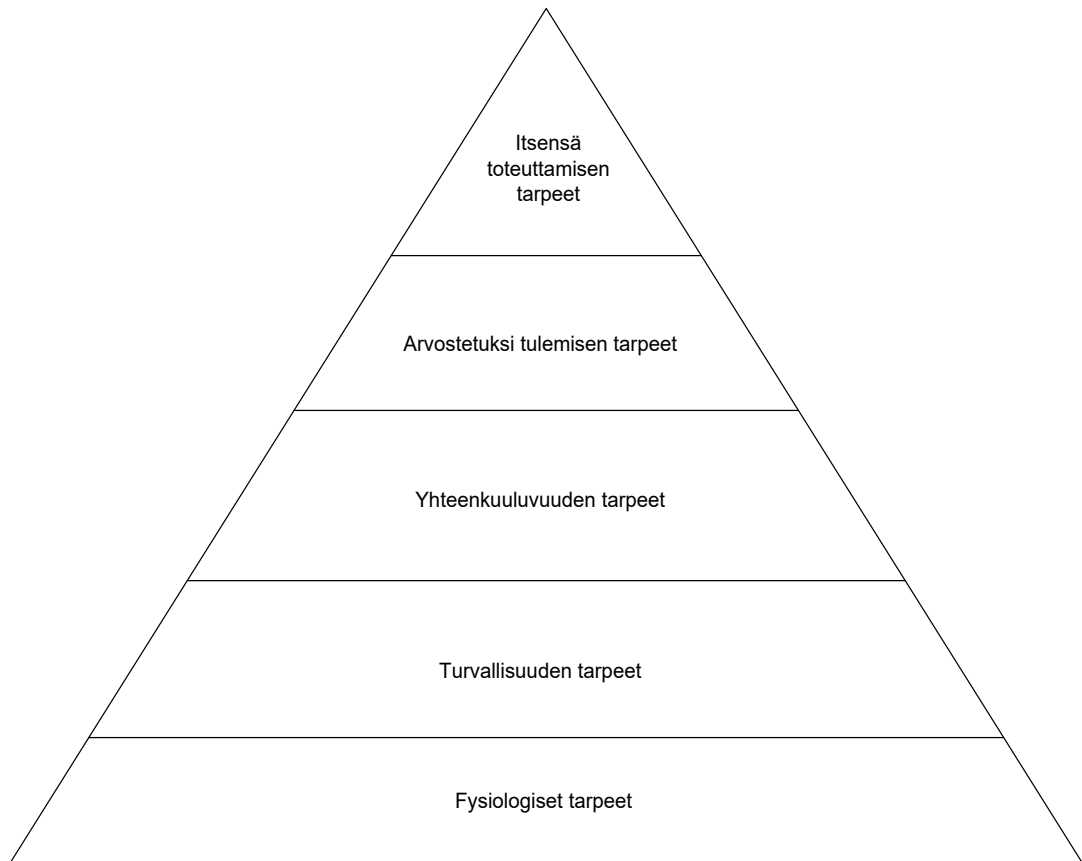 Itsensä
toteuttamisen
tarpeet
Arvostetuksi tulemisen tarpeet
Yhteenkuuluvuuden tarpeet
Turvallisuuden tarpeet
Fysiologiset tarpeet